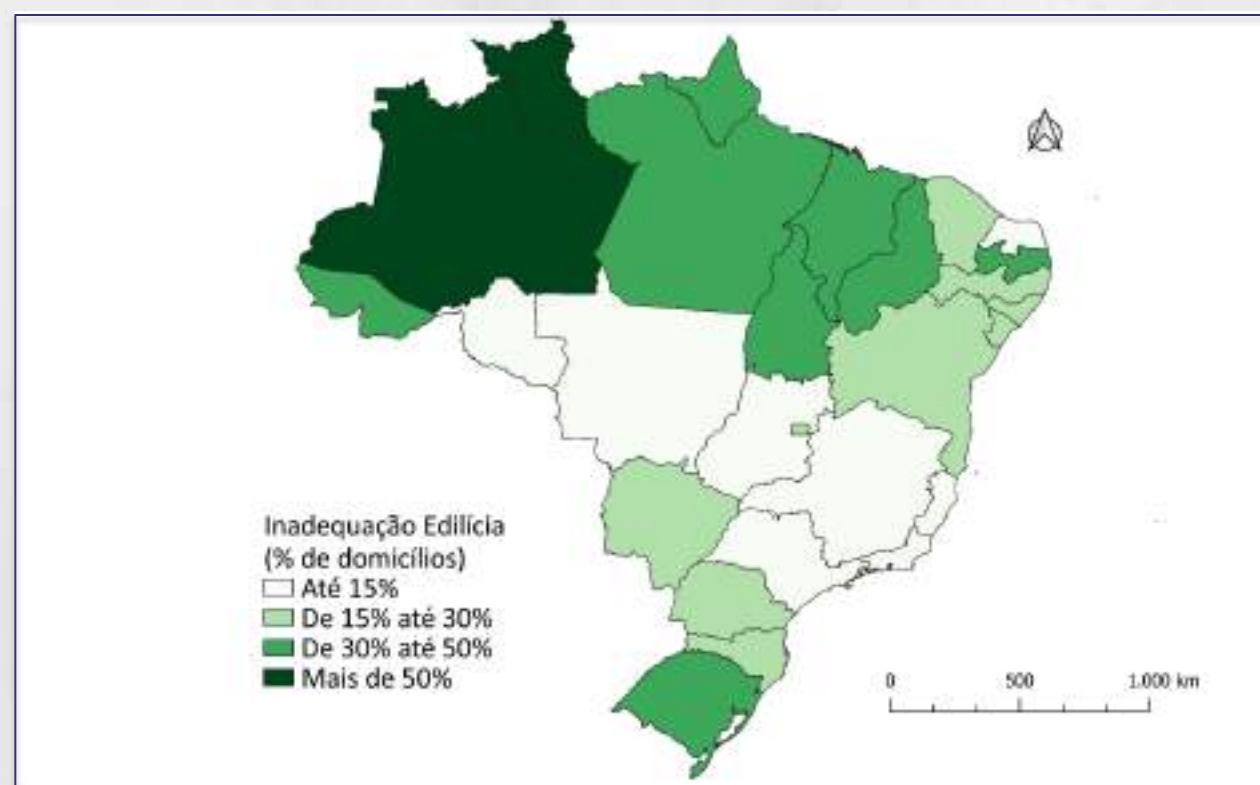 Inadequação Edilícia
(% de domicílios)
Até 15%
De 15% até 30%
De 30% até 50%
Mais de 50%
0 500 1.000 km